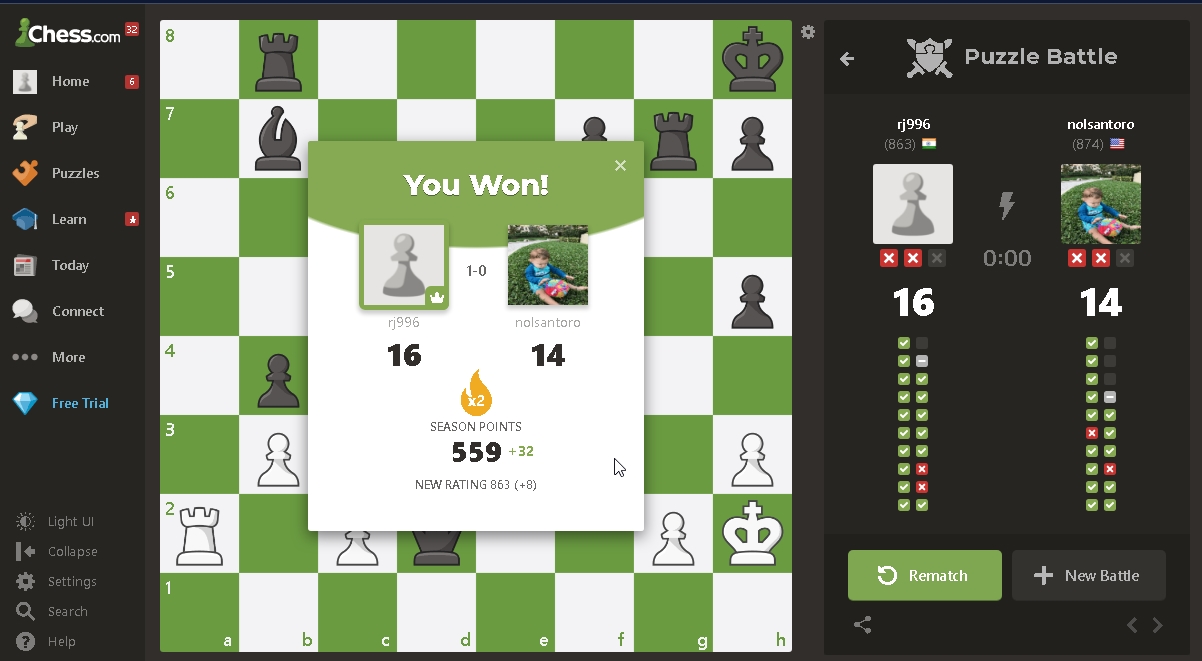 Chess.com 32
Home 6
Play
Puzzles
Learn
Today
Connect
More
Free Trial
Light UI
Collapse
Settings
Search
Help
8
7
6
5
4
3
2
1
a b c d e f g h
You Won!
1-0
rj996 nolsantoro
16 14
x2
SEASON POINTS
559 +32
NEW RATING 863 (+8)
Puzzle Battle
rj996 nolsantoro
(863) (874)
0:00
16 14
Rematch
New Battle